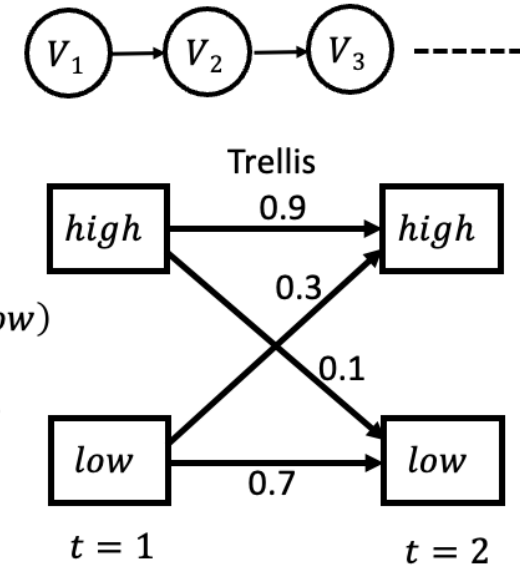 V₁ V₂ V₃
Trellis
high 0.9 high
0.3
ow)
0.1
low 0.7 low
t = 1 t = 2